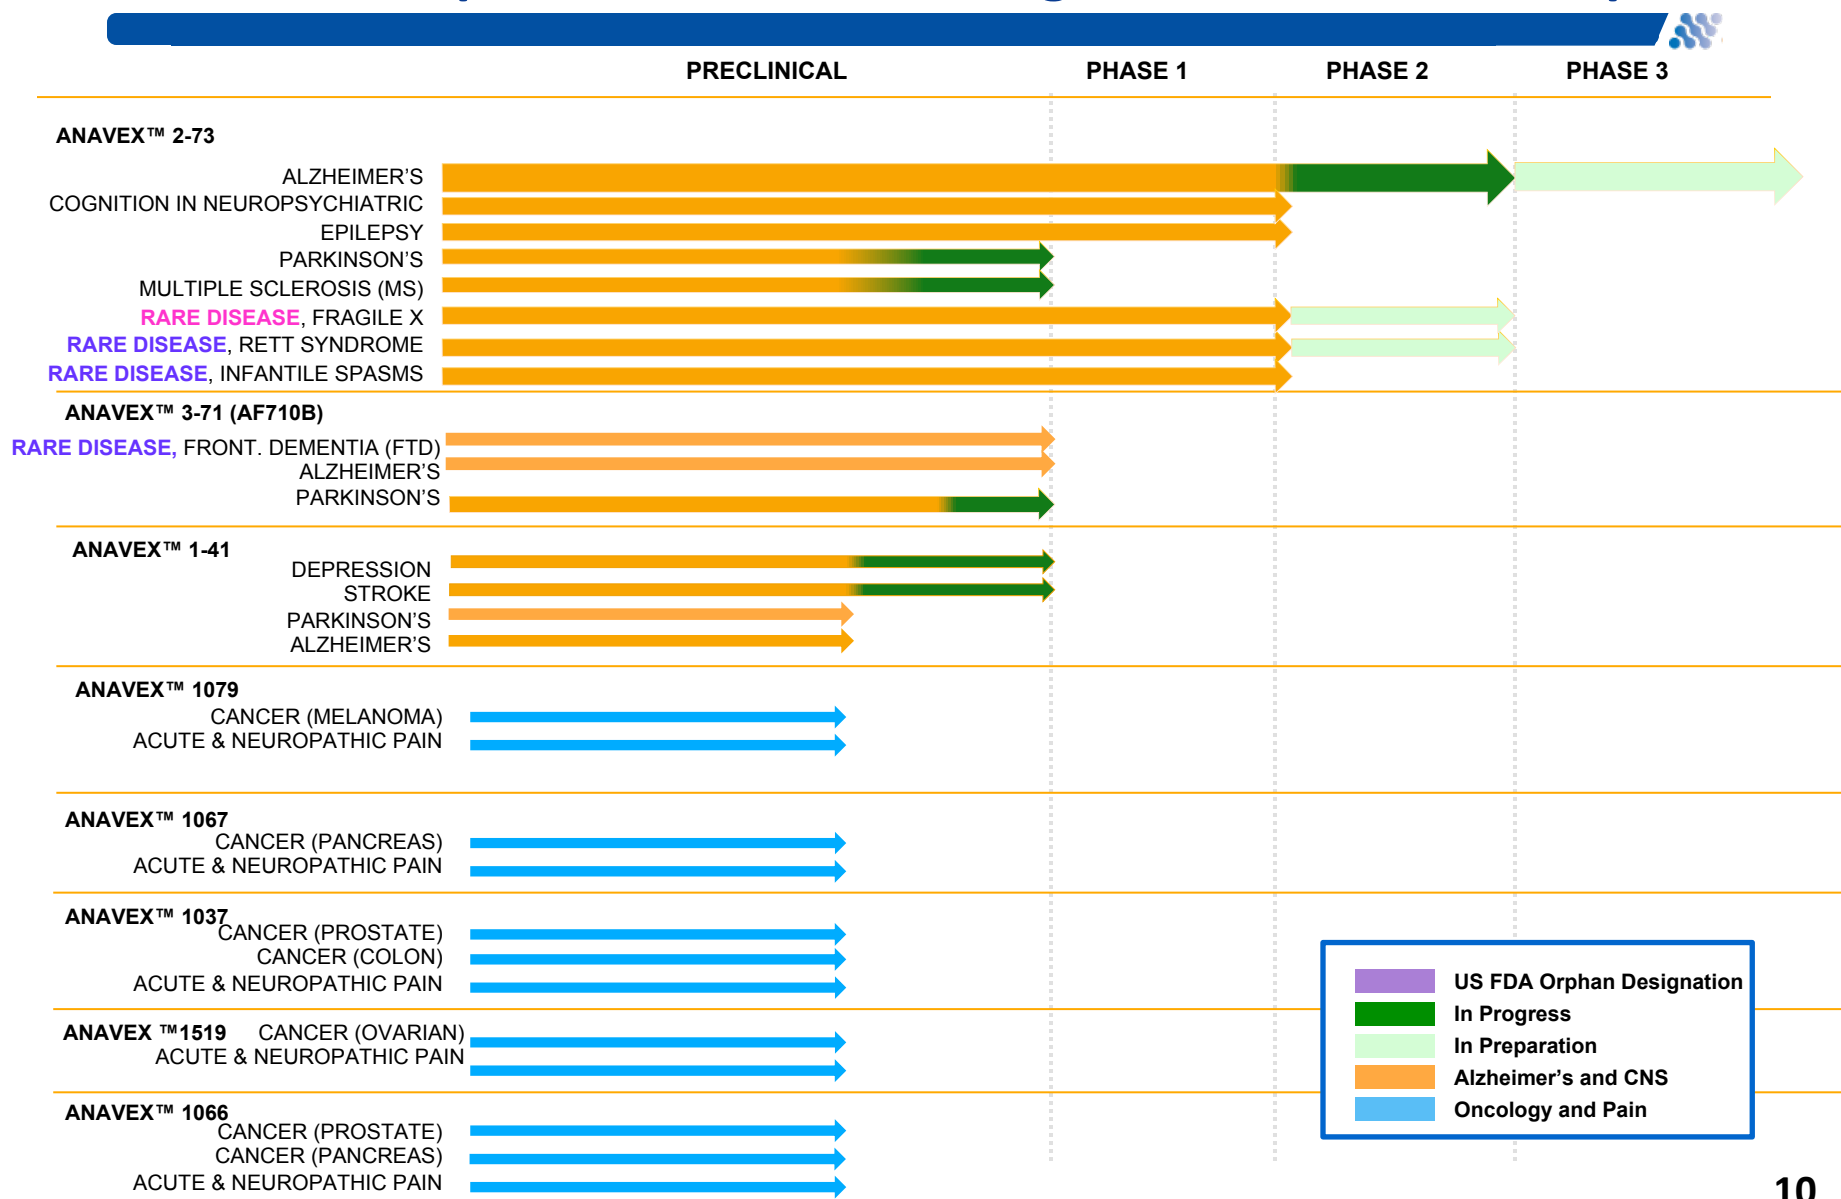 PRECLINICAL PHASE 1 PHASE 2 PHASE 3
ANAVEX™ 2-73
ALZHEIMER’S
COGNITION IN NEUROPSYCHIATRIC
EPILEPSY
PARKINSON’S
MULTIPLE SCLEROSIS (MS)
RARE DISEASE, FRAGILE X
RARE DISEASE, RETT SYNDROME
RARE DISEASE, INFANTILE SPASMS
ANAVEX™ 3-71 (AF710B)
RARE DISEASE, FRONT. DEMENTIA (FTD)
ALZHEIMER’S
PARKINSON’S
ANAVEX™ 1-41
DEPRESSION
STROKE
PARKINSON’S
ALZHEIMER’S
ANAVEX™ 1079
CANCER (MELANOMA)
ACUTE & NEUROPATHIC PAIN
ANAVEX™ 1067
CANCER (PANCREAS)
ACUTE & NEUROPATHIC PAIN
ANAVEX™ 1037
CANCER (PROSTATE)
CANCER (COLON)
ACUTE & NEUROPATHIC PAIN
ANAVEX ™1519 CANCER (OVARIAN)
ACUTE & NEUROPATHIC PAIN
ANAVEX™ 1066
CANCER (PROSTATE)
CANCER (PANCREAS)
ACUTE & NEUROPATHIC PAIN
US FDA Orphan Designation
In Progress
In Preparation
Alzheimer’s and CNS
Oncology and Pain
10